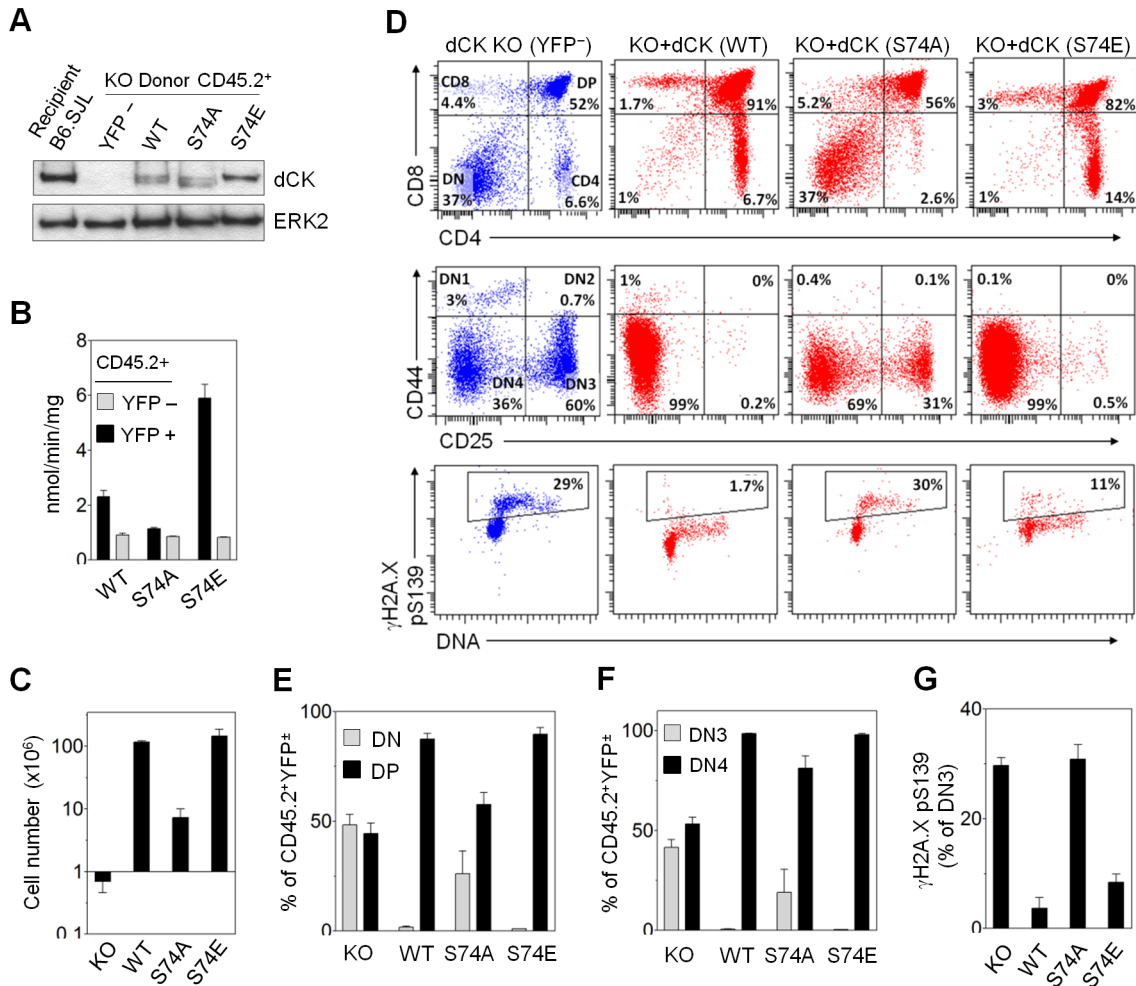 A
Recipient
B6.SJL
KO Donor CD45.2+
YFP –
WT
S74A
S74E
dCK
ERK2
B
8
6
4
2
0
nmol/min/mg
CD45.2+
YFP –
YFP +
WT
S74A
S74E
C
Cell number (x10⁶)
100
10
1
0.1
KO
WT
S74A
S74E
D
dCK KO (YFP⁻)
KO+dCK (WT)
KO+dCK (S74A)
KO+dCK (S74E)
CD8
4.4%
DP
52%
DN
37%
CD4
6.6%
1.7%
91%
1%
6.7%
5.2%
56%
37%
2.6%
3%
82%
1%
14%
CD8
CD4
DN1
3%
DN2
0.7%
DN4
36%
DN3
60%
1%
0%
99%
0.2%
0.4%
0.1%
69%
31%
0.1%
0%
99%
0.5%
CD44
CD25
29%
1.7%
30%
11%
γH2A.X
pS139
DNA
E
% of CD45.2+YFP±
100
50
0
DN
DP
KO
WT
S74A
S74E
F
% of CD45.2+YFP±
100
50
0
DN3
DN4
KO
WT
S74A
S74E
G
γH2A.X pS139
(% of DN3)
40
20
0
KO
WT
S74A
S74E